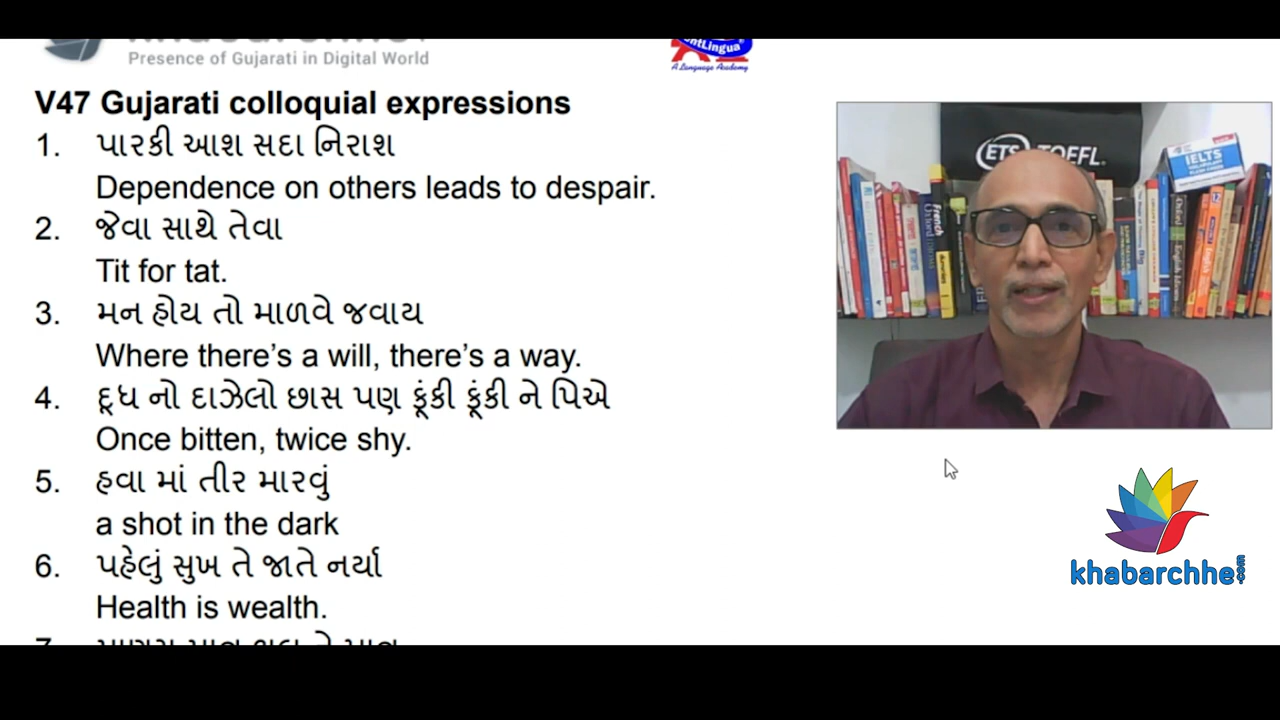 Presence of Gujarati in Digital World
A Language Academy
V47 Gujarati colloquial expressions
1. પારકી આશ સદા નિરાશ
Dependence on others leads to despair.
2. જેવા સાથે તેવા
Tit for tat.
3. મન હોય તો માળવે જવાય
Where there's a will, there's a way.
4. દૂધ નો દાઝેલો છાસ પણ ફૂંકી ફૂંકી ને પિએ
Once bitten, twice shy.
5. હવા માં તીર મારવું
a shot in the dark
6. પહેલું સુખ તે જાતે નર્યા
Health is wealth.
7.
ETS TOEFL
IELTS
French
khabarchhe.com